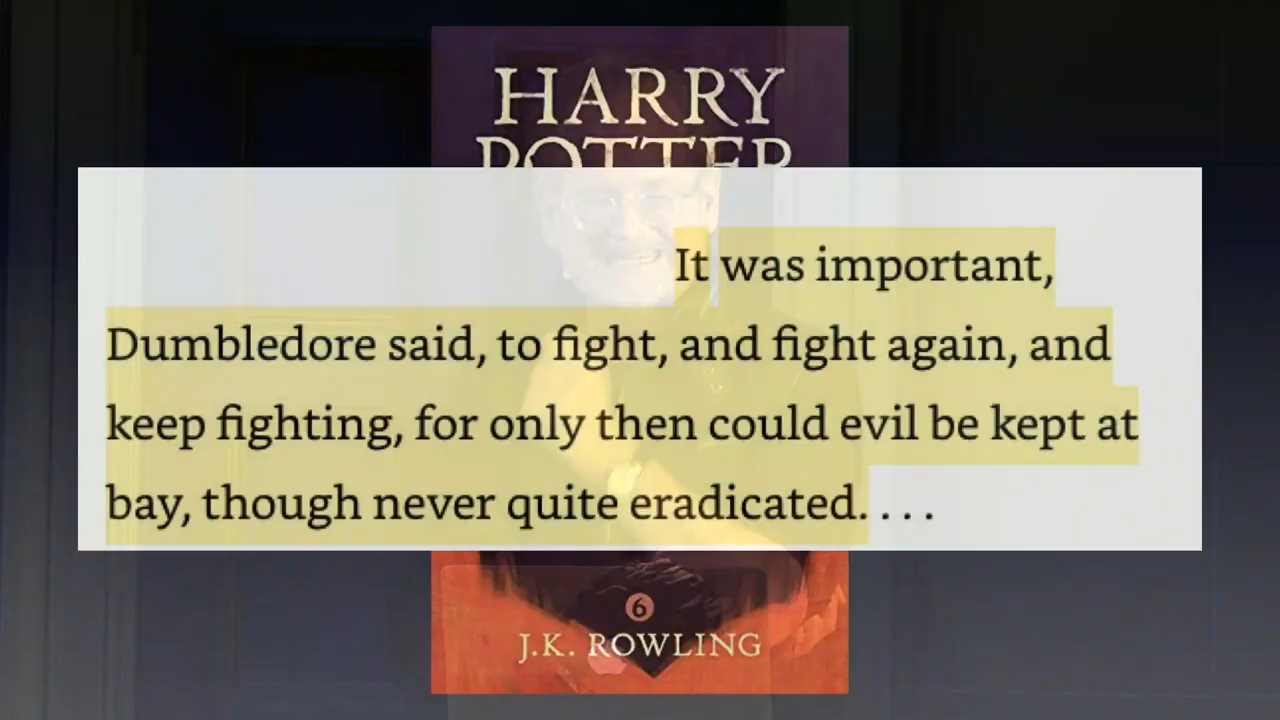 HARRY
POTTER
It was important,
Dumbledore said, to fight, and fight again, and
keep fighting, for only then could evil be kept at
bay, though never quite eradicated. . . .
6
J.K. ROWLING